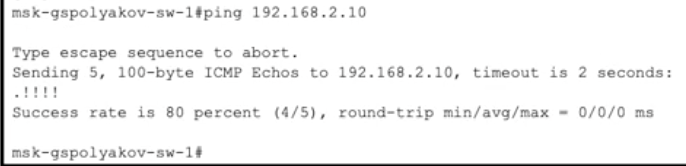 msk-gspolyakov-sw-1#ping 192.168.2.10
Type escape sequence to abort.
Sending 5, 100-byte ICMP Echos to 192.168.2.10, timeout is 2 seconds:
.!!!!
Success rate is 80 percent (4/5), round-trip min/avg/max = 0/0/0 ms
msk-gspolyakov-sw-1#